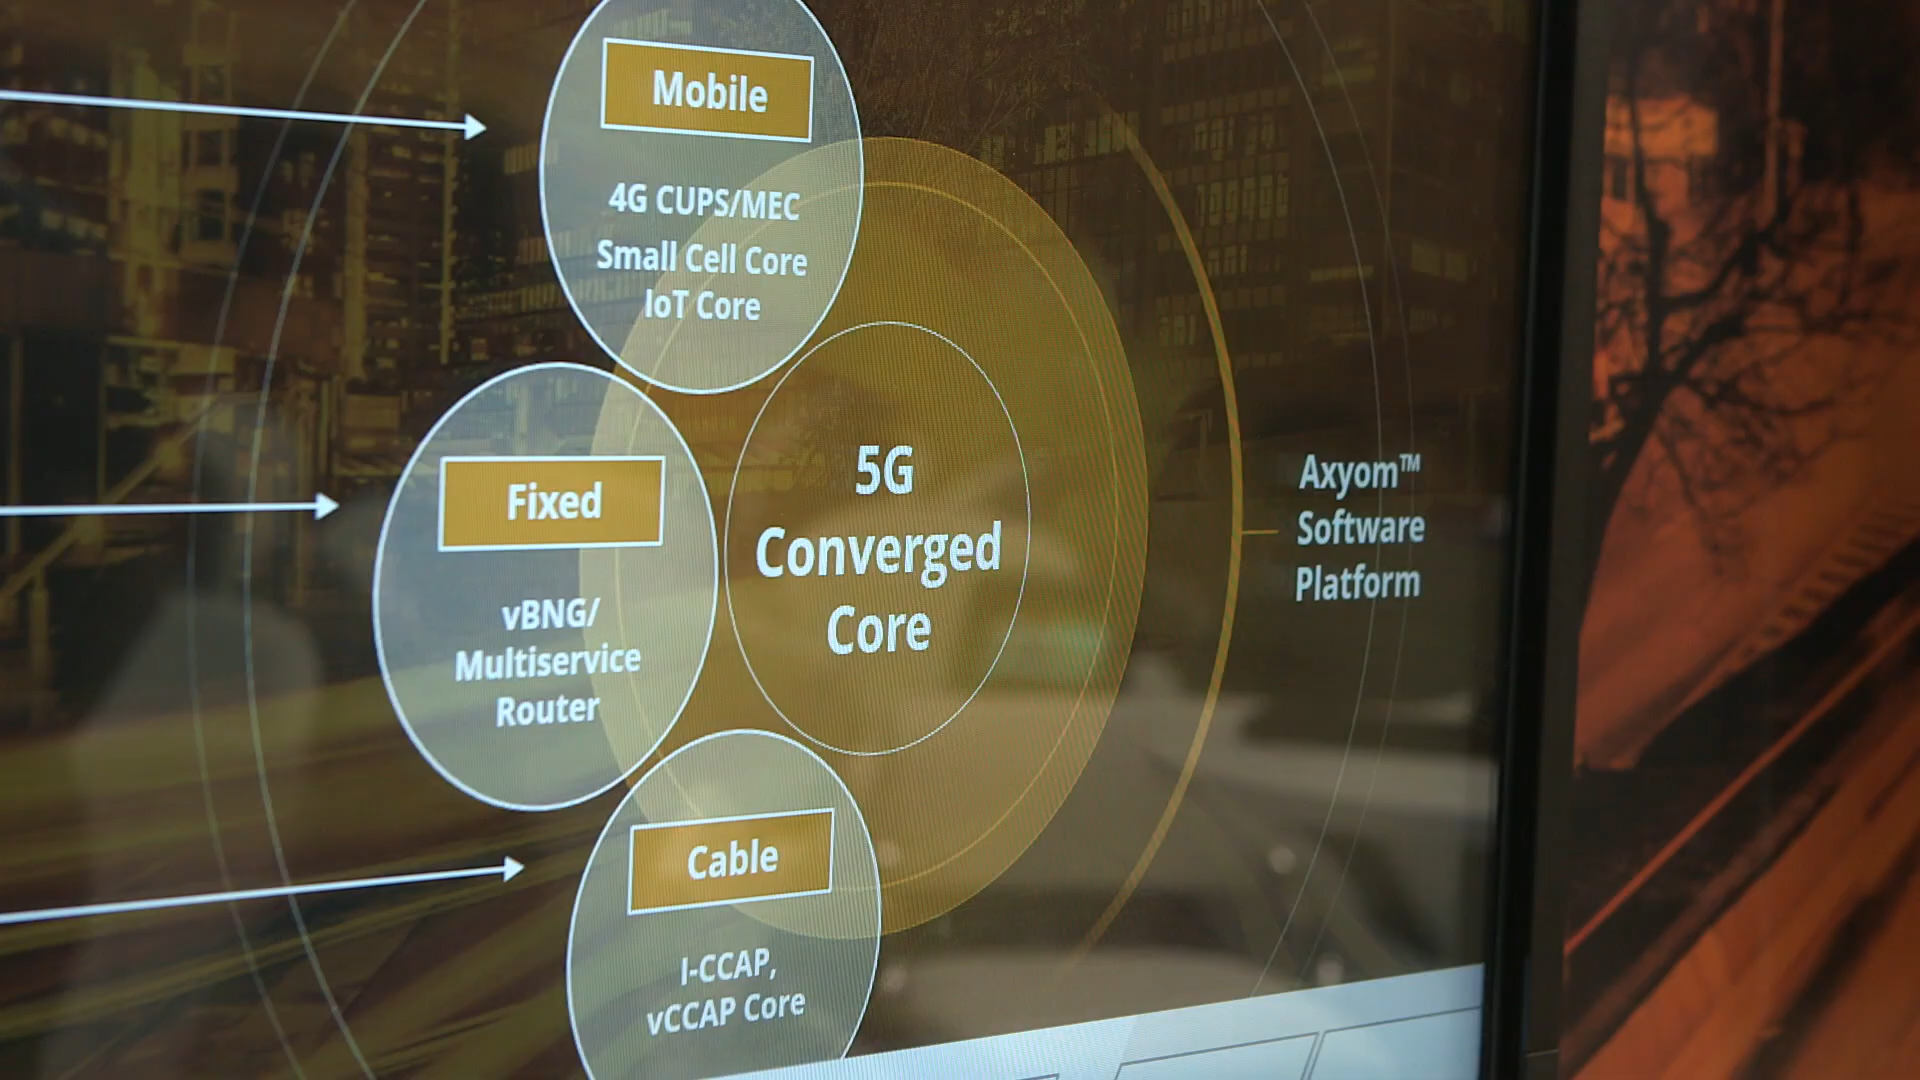 Mobile
4G CUPS/MEC
Small Cell Core
IoT Core
Fixed
vBNG/
Multiservice
Router
5G
Converged
Core
Axyom™
Software
Platform
Cable
I-CCAP,
vCCAP Core